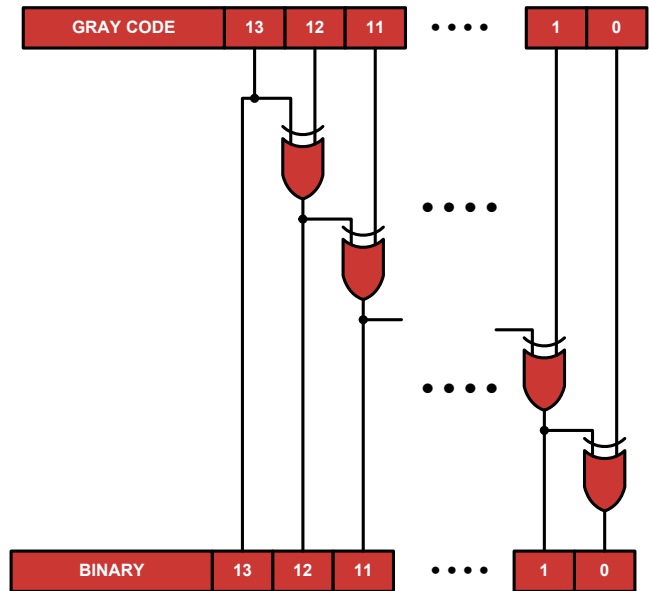 GRAY CODE 13 12 11 •••• 1 0
BINARY 13 12 11 •••• 1 0